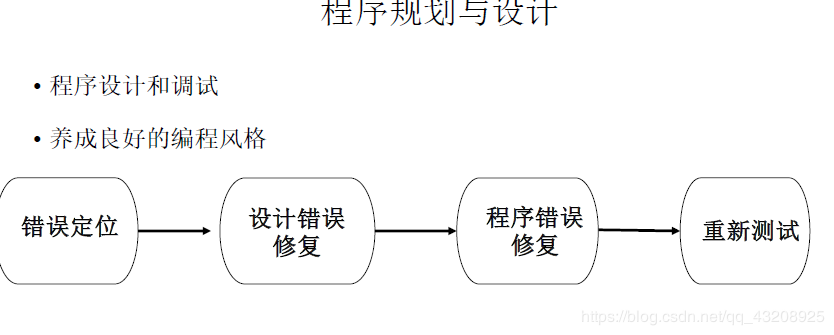 程序规划与设计
• 程序设计和调试
• 养成良好的编程风格
错误定位
设计错误
修复
程序错误
修复
重新测试
https://blog.csdn.net/qq_43208925